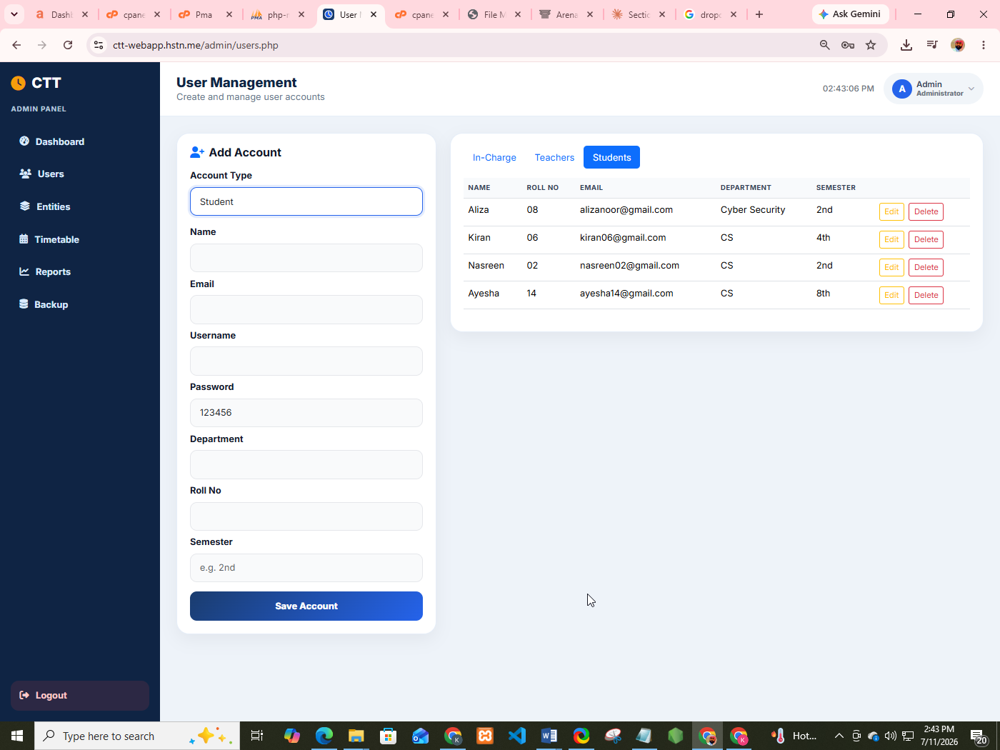 Dashb
cpane
Pma
php-r
User
cpane
File M
Arena
Sectic
dropd
Ask Gemini
ctt-webapp.hstn.me/admin/users.php
CTT
ADMIN PANEL
Dashboard
Users
Entities
Timetable
Reports
Backup
Logout
User Management
Create and manage user accounts
02:43:06 PM
A
Admin
Administrator
Add Account
Account Type
Student
Name
Email
Username
Password
123456
Department
Roll No
Semester
e.g. 2nd
Save Account
In-Charge Teachers Students
NAME ROLL NO EMAIL DEPARTMENT SEMESTER
Aliza 08 alizanoor@gmail.com Cyber Security 2nd Edit Delete
Kiran 06 kiran06@gmail.com CS 4th Edit Delete
Nasreen 02 nasreen02@gmail.com CS 2nd Edit Delete
Ayesha 14 ayesha14@gmail.com CS 8th Edit Delete
Type here to search
Hot...
2:43 PM
7/11/2026
20